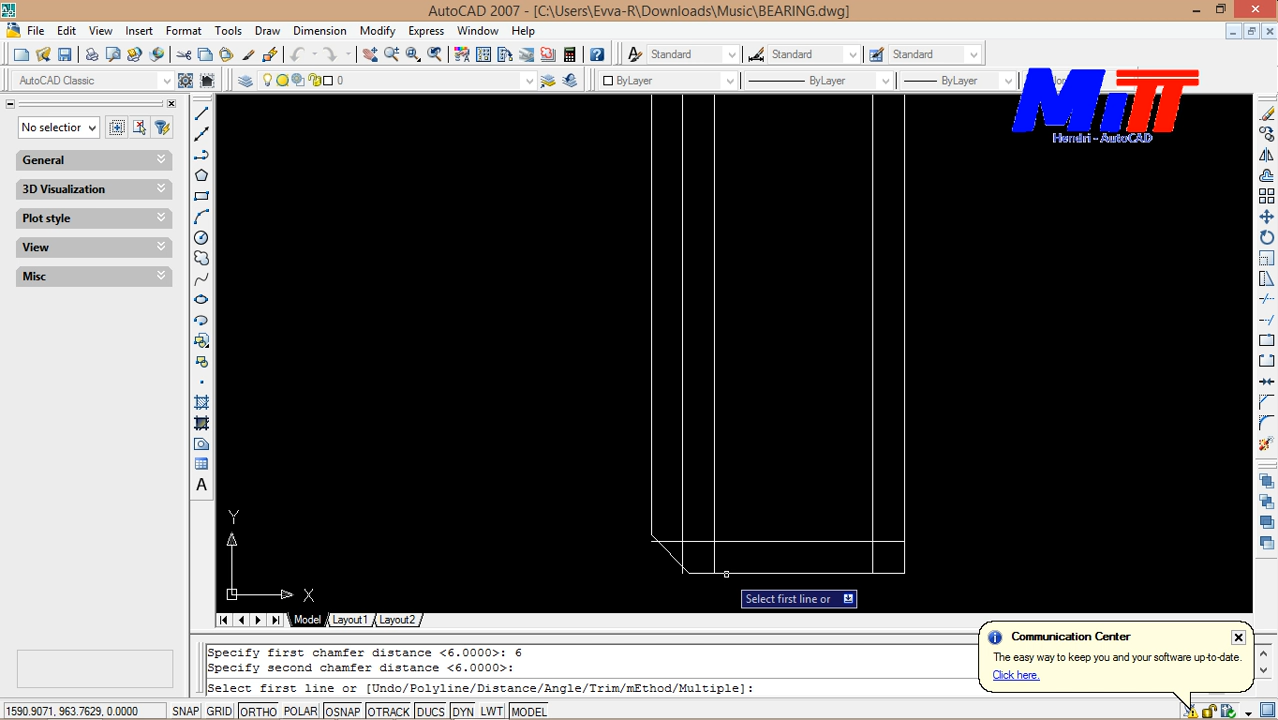 AutoCAD 2007 - [C:\Users\Evva-R\Downloads\Music\BEARING.dwg]
File Edit View Insert Format Tools Draw Dimension Modify Express Window Help
Standard Standard Standard
AutoCAD Classic 0 ByLayer ByLayer ByLayer
MiTT
Hendri - AutoCAD
No selection
General
3D Visualization
Plot style
View
Misc
A
Y
X
Select first line or
Model Layout1 Layout2
Specify first chamfer distance <6.0000>: 6
Specify second chamfer distance <6.0000>:
Select first line or [Undo/Polyline/Distance/Angle/Trim/mEthod/Multiple]:
Communication Center
The easy way to keep you and your software up-to-date.
Click here.
1590.9071, 963.7629, 0.0000 SNAP GRID ORTHO POLAR OSNAP OTRACK DUCS DYN LWT MODEL